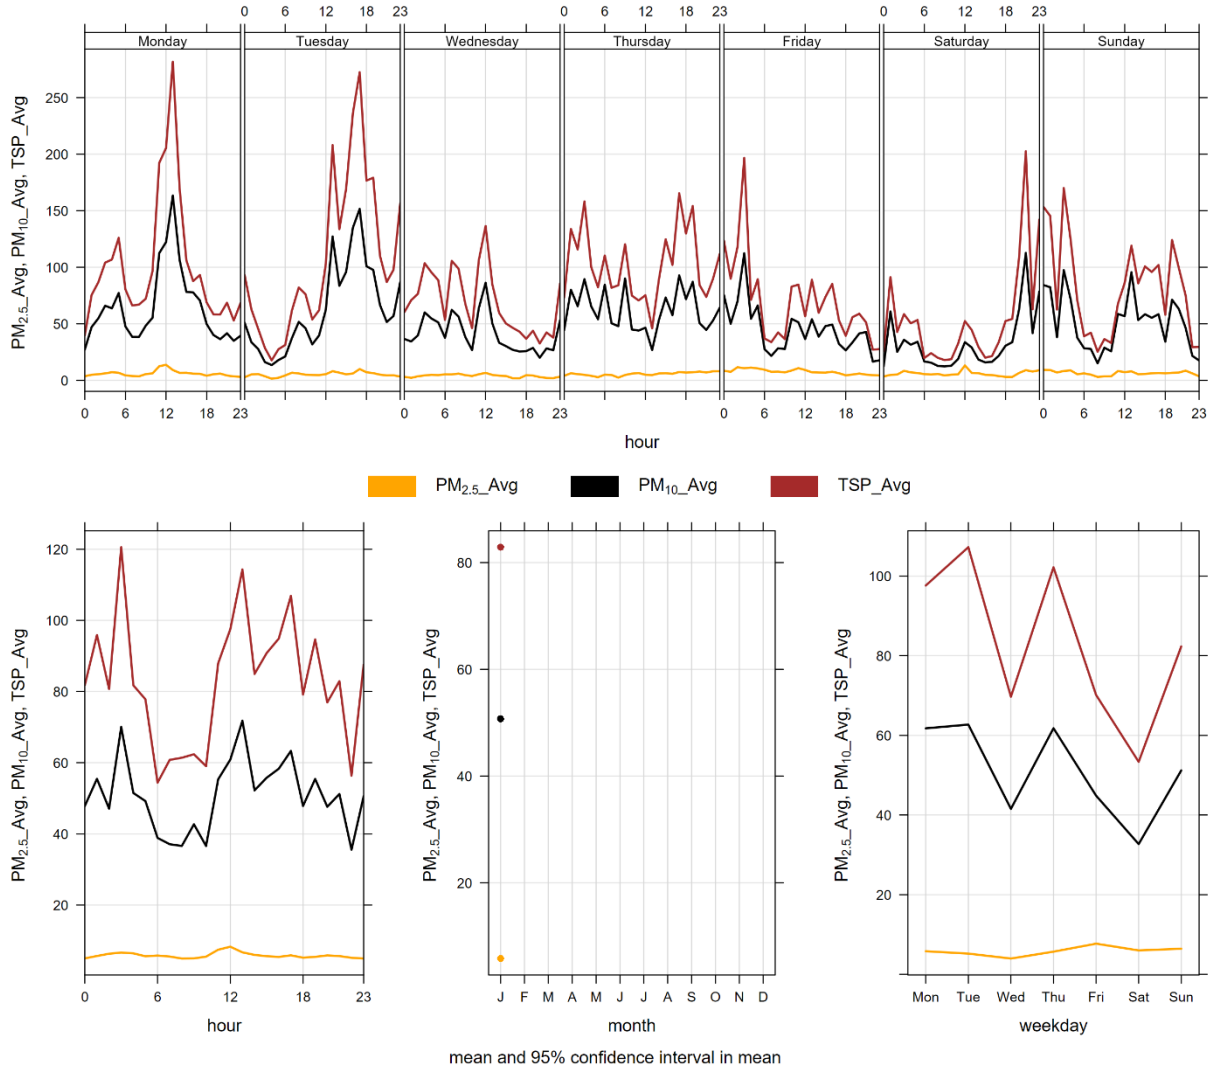 0 6 12 18 23 0 6 12 18 23 0 6 12 18 23
Monday Tuesday Wednesday Thursday Friday Saturday Sunday
250
200
150
100
50
0
PM2.5_Avg, PM10_Avg, TSP_Avg
0 6 12 18 23 0 6 12 18 23 0 6 12 18 23 0 6 12 18 23
hour
PM2.5_Avg PM10_Avg TSP_Avg
120
100
80
60
40
20
PM2.5_Avg, PM10_Avg, TSP_Avg
0 6 12 18 23
hour
80
60
40
20
PM2.5_Avg, PM10_Avg, TSP_Avg
J F M A M J J A S O N D
month
100
80
60
40
20
PM2.5_Avg, PM10_Avg, TSP_Avg
Mon Tue Wed Thu Fri Sat Sun
weekday
mean and 95% confidence interval in mean